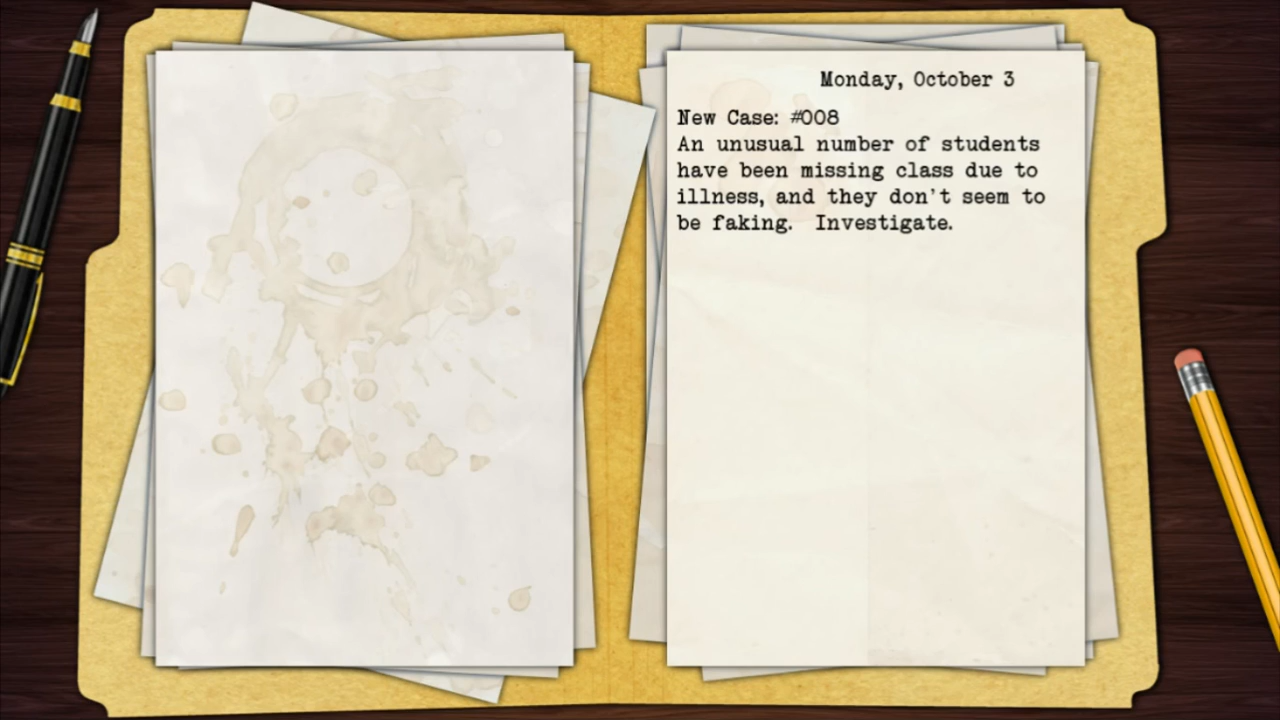 Monday, October 3
New Case: #008
An unusual number of students
have been missing class due to
illness, and they don't seem to
be faking.  Investigate.